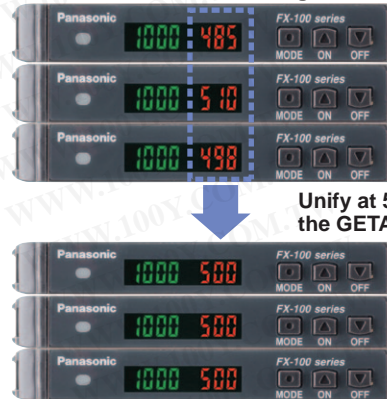 Panasonic 1000 485 FX-100 series
MODE ON OFF
Panasonic 1000 510 FX-100 series
MODE ON OFF
Panasonic 1000 498 FX-100 series
MODE ON OFF
Unify at
the GETA
Panasonic 1000 500 FX-100 series
MODE ON OFF
Panasonic 1000 500 FX-100 series
MODE ON OFF
Panasonic 1000 500 FX-100 series
MODE ON OFF